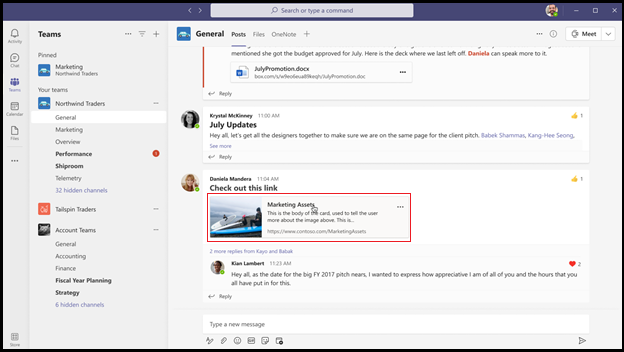 Search or type a command
Activity
Chat
Teams
Calendar
Files
Store
Teams
Pinned
Marketing
Northwind Traders
Your teams
Northwind Traders
General
Marketing
Overview
Performance
Shiproom
Telemetry
32 hidden channels
Tailspin Traders
Account Teams
General
Accounting
Finance
Fiscal Year Planning
Strategy
6 hidden channels
General Posts Files OneNote +
Meet
mentioned she got the budget approved for July. Here is the deck where we last left off. Daniela can speak more to it.
JulyPromotion.docx
Reply
Krystal McKinney 11:00 AM
1
July Updates
Hey all, let's get all the designers together to make sure we are on the same page for the client pitch. Babek Shammas, Kang-Hee Seong,
See more
Reply
Daniela Mandera 11:04 AM
1
Check out this link
Marketing Assets
This is the body of the card, used to tell the user
more about the image above. This is...
https://www.contoso.com/MarketingAssets
2 more replies from Kayo and Babak
Kian Lambert 11:23 AM
2
Hey all, as the date for the big FY 2017 pitch nears, I wanted to express how appreciative I am of all of you and the hours that you
all have put in for this.
Reply
Type a new message